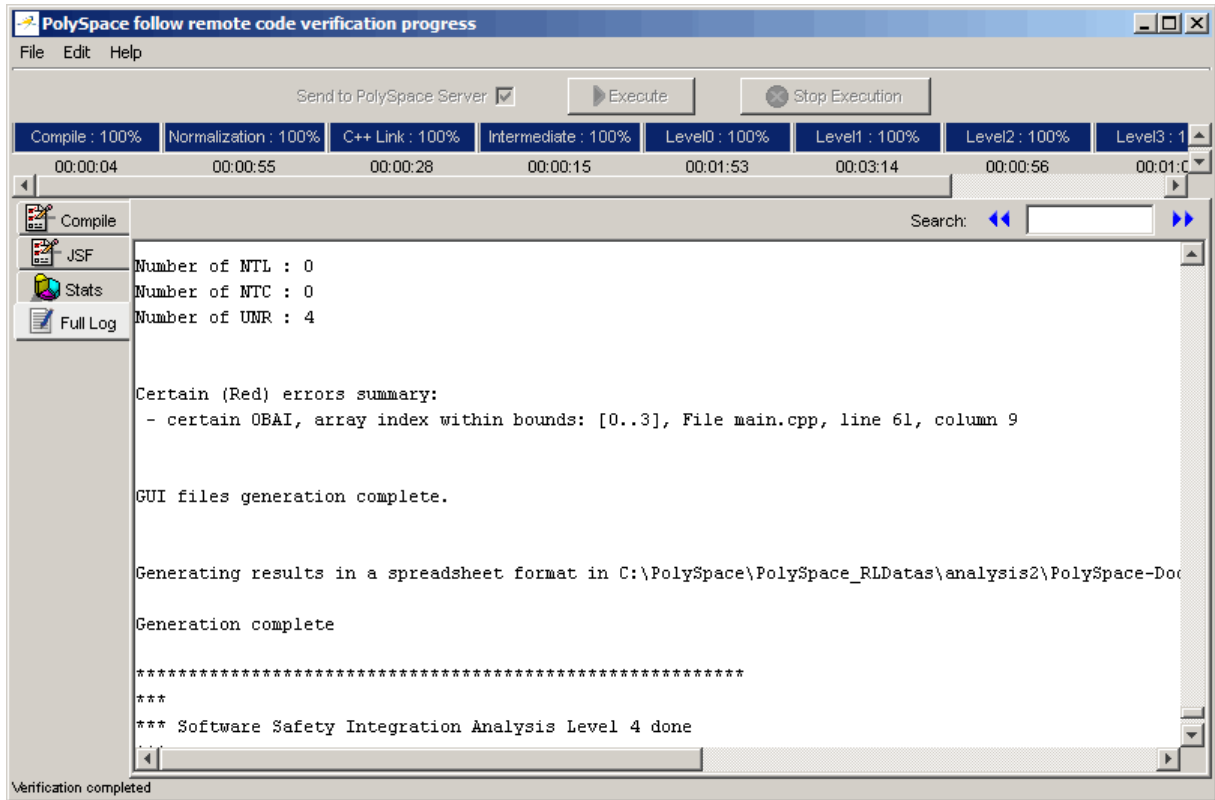 PolySpace follow remote code verification progress
File Edit Help
Send to PolySpace Server Execute Stop Execution
Compile : 100% Normalization : 100% C++ Link : 100% Intermediate : 100% Level0 : 100% Level1 : 100% Level2 : 100% Level3 : 1
00:00:04 00:00:55 00:00:28 00:00:15 00:01:53 00:03:14 00:00:56 00:01:
Compile Search:
JSF
Stats
Full Log
Number of NTL : 0
Number of NTC : 0
Number of UNR : 4
Certain (Red) errors summary:
- certain OBAI, array index within bounds: [0..3], File main.cpp, line 61, column 9
GUI files generation complete.
Generating results in a spreadsheet format in C:\PolySpace\PolySpace_RLDatas\analysis2\PolySpace-Doc
Generation complete
**********************************************************
***
*** Software Safety Integration Analysis Level 4 done
Verification completed